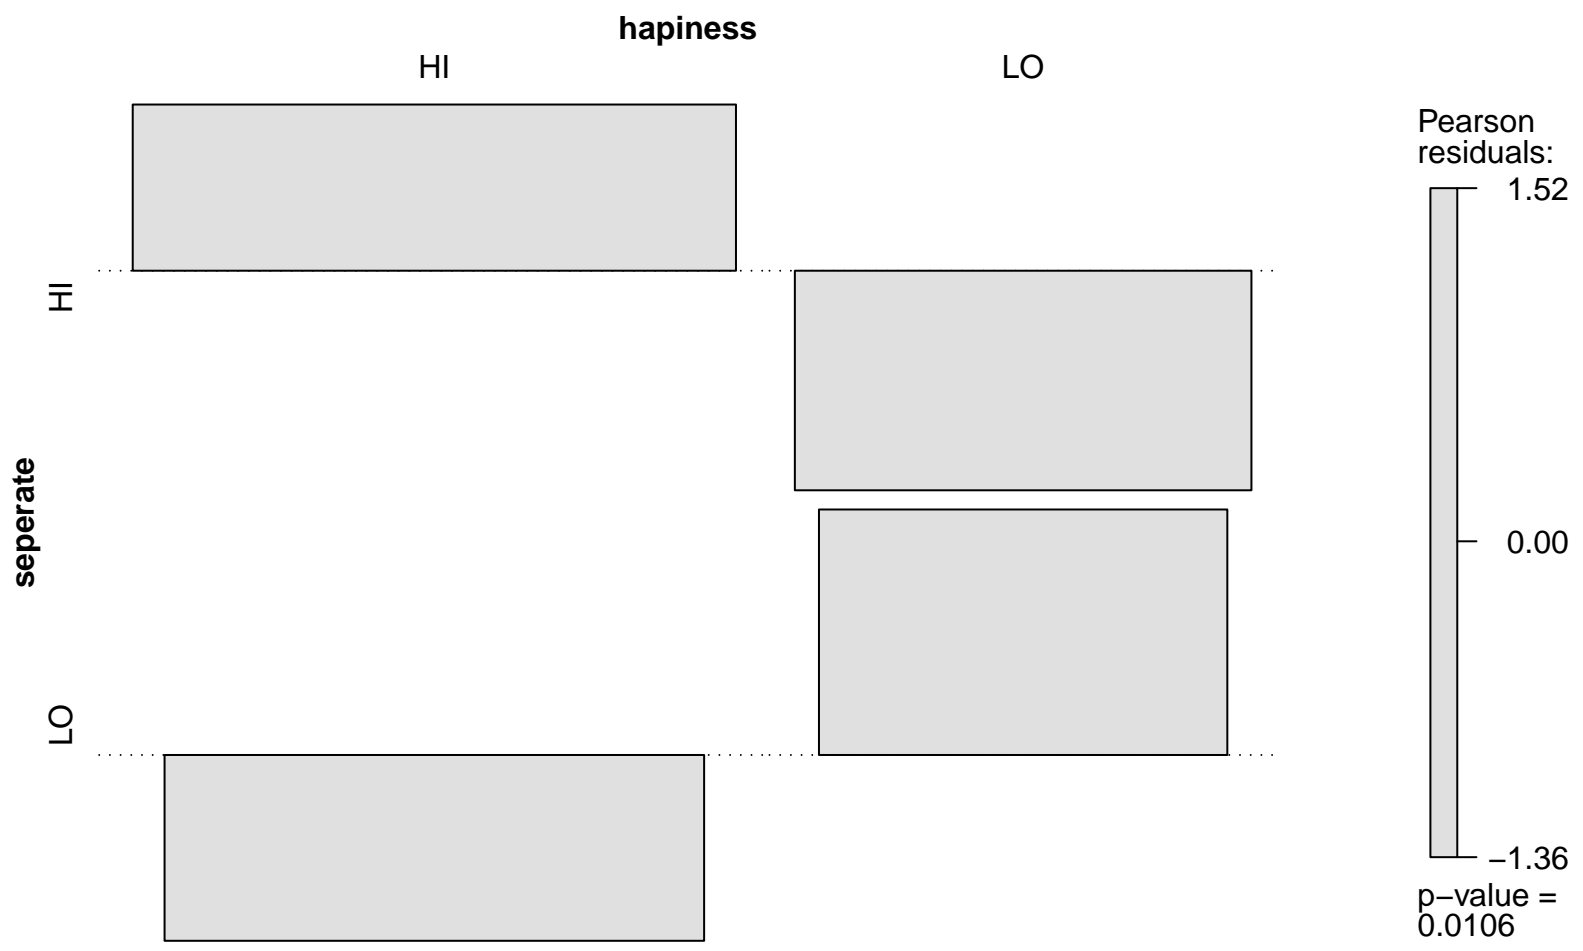 hapiness
HI LO
Pearson
residuals:
1.52
HI
seperate
0.00
LO
−1.36
p−value =
0.0106